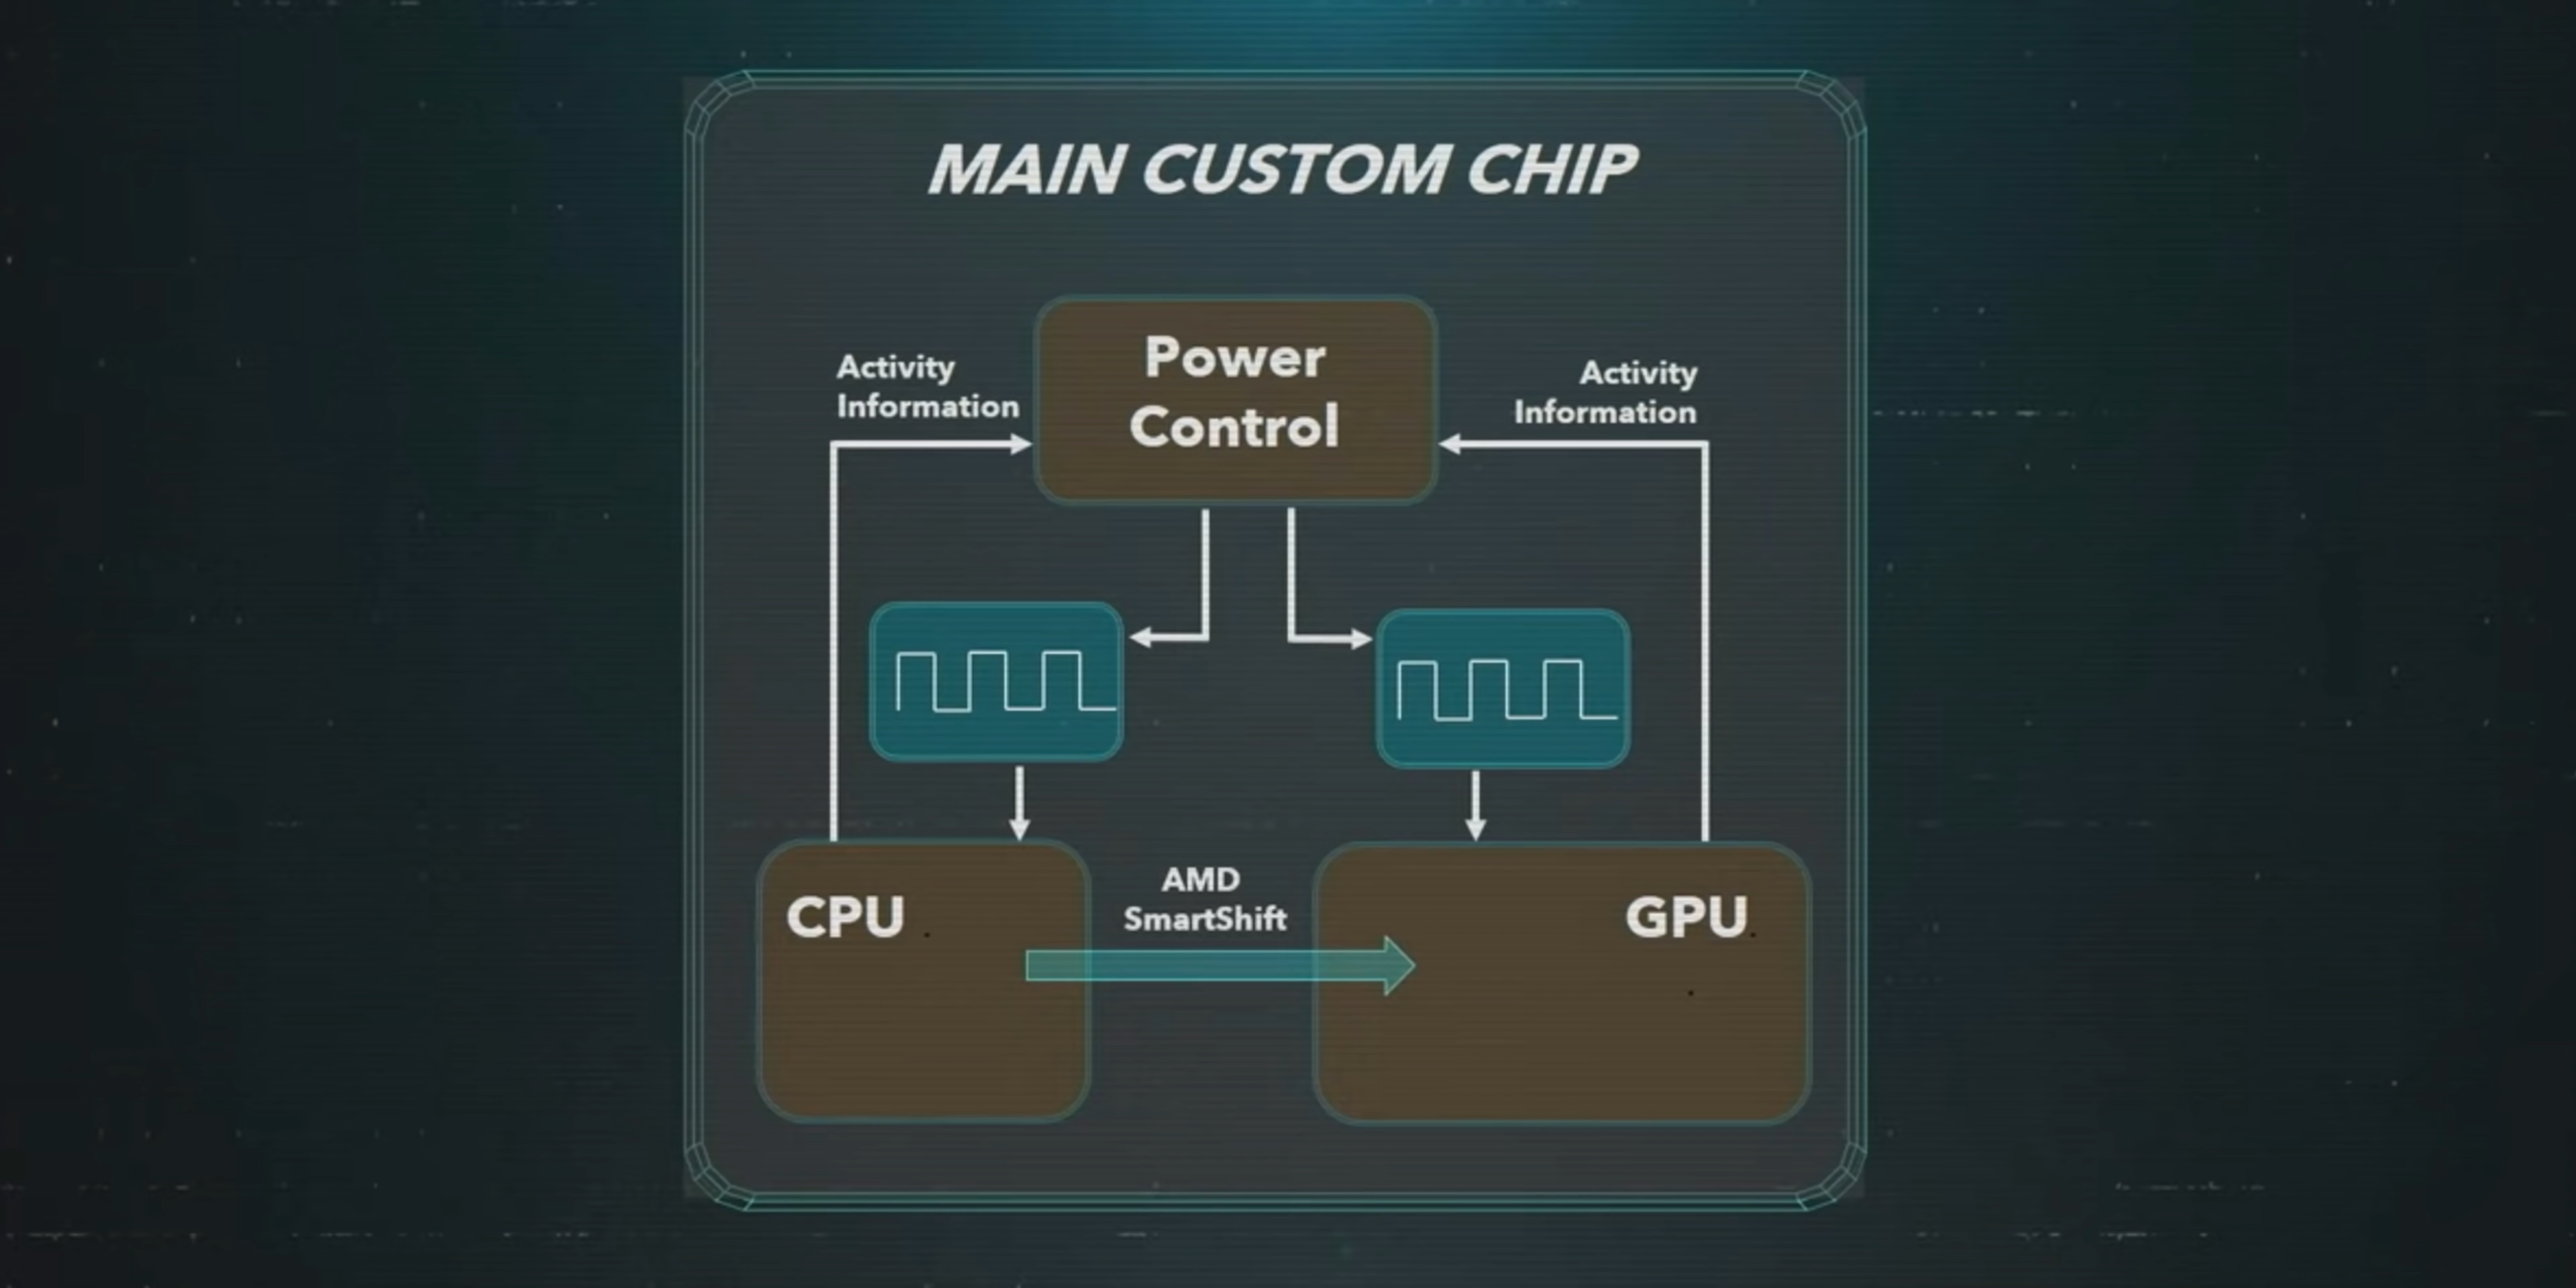 MAIN CUSTOM CHIP
Power
Control
Activity
Information
Activity
Information
CPU
AMD
SmartShift
GPU